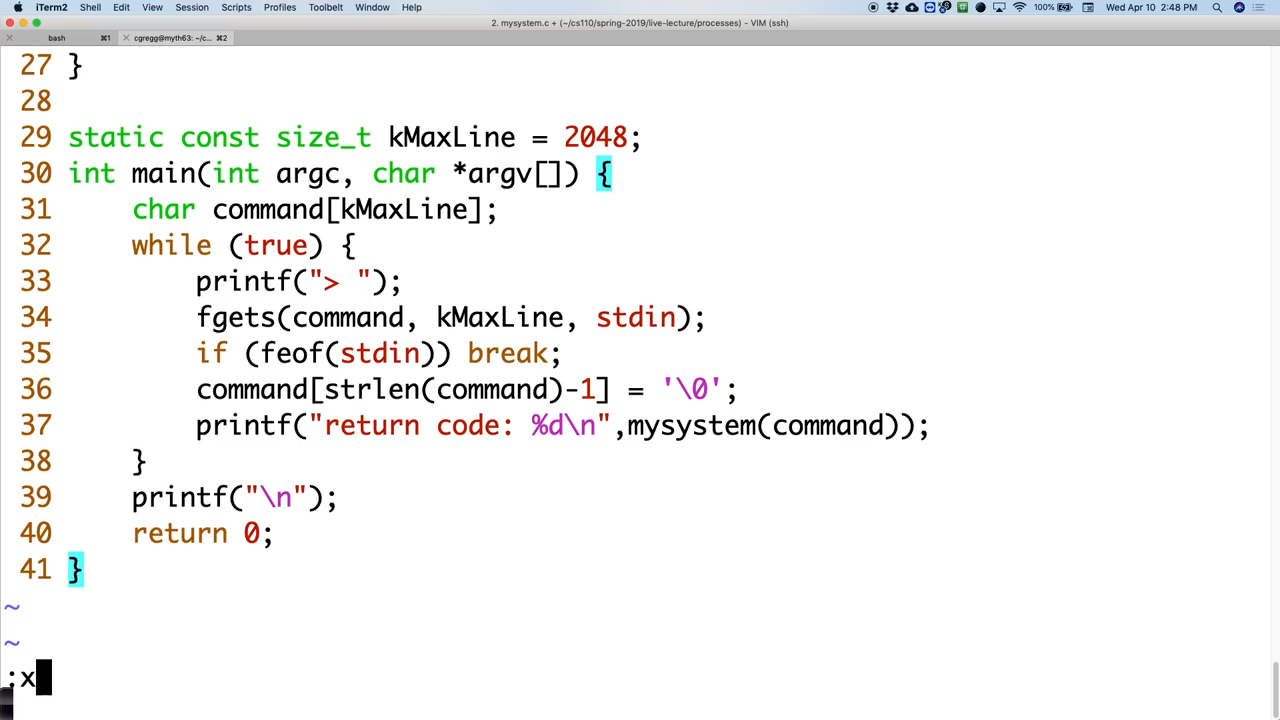 iTerm2 Shell Edit View Session Scripts Profiles Toolbelt Window Help 100% Wed Apr 10 2:48 PM
2. mysystem.c + (~/cs110/spring-2019/live-lecture/processes) - VIM (ssh)
bash ⌘1 cgregg@myth63: ~/c... ⌘2
27 }
28
29 static const size_t kMaxLine = 2048;
30 int main(int argc, char *argv[]) {
31     char command[kMaxLine];
32     while (true) {
33         printf("> ");
34         fgets(command, kMaxLine, stdin);
35         if (feof(stdin)) break;
36         command[strlen(command)-1] = '\0';
37         printf("return code: %d\n",mysystem(command));
38     }
39     printf("\n");
40     return 0;
41 }
~
~
:x